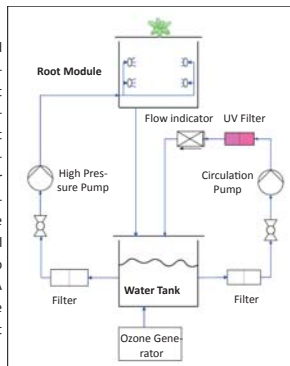 Root Module
Flow indicator
UV Filter
High Pres-
sure Pump
Circulation
Pump
Water Tank
Filter
Filter
Ozone Gene-
rator